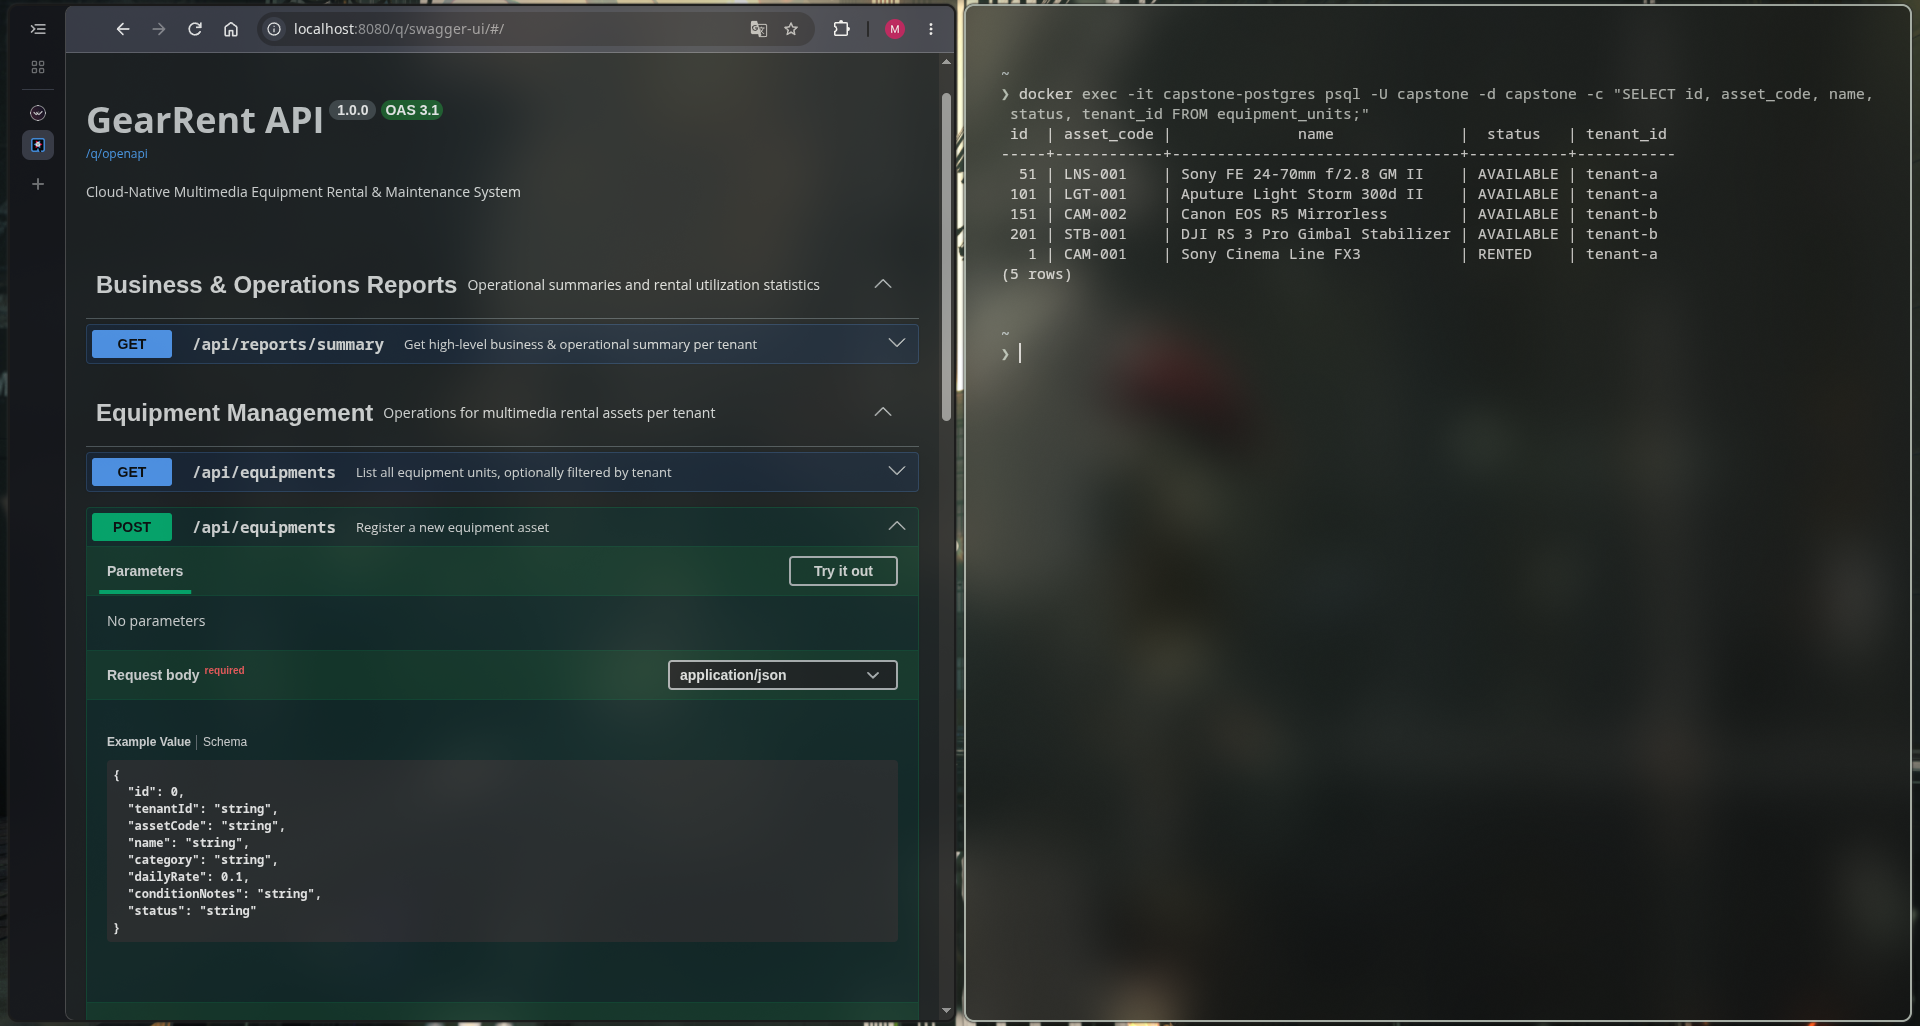 localhost:8080/q/swagger-ui/#/
M
GearRent API 1.0.0 OAS 3.1
/q/openapi
Cloud-Native Multimedia Equipment Rental & Maintenance System
Business & Operations Reports Operational summaries and rental utilization statistics
GET /api/reports/summary Get high-level business & operational summary per tenant
Equipment Management Operations for multimedia rental assets per tenant
GET /api/equipments List all equipment units, optionally filtered by tenant
POST /api/equipments Register a new equipment asset
Parameters Try it out
No parameters
Request body required application/json
Example Value | Schema
{
  "id": 0,
  "tenantId": "string",
  "assetCode": "string",
  "name": "string",
  "category": "string",
  "dailyRate": 0.1,
  "conditionNotes": "string",
  "status": "string"
}
~
❯ docker exec -it capstone-postgres psql -U capstone -d capstone -c "SELECT id, asset_code, name,
 status, tenant_id FROM equipment_units;"
 id  | asset_code |              name              |  status   | tenant_id
-----+------------+--------------------------------+-----------+-----------
  51 | LNS-001    | Sony FE 24-70mm f/2.8 GM II    | AVAILABLE | tenant-a
 101 | LGT-001    | Aputure Light Storm 300d II    | AVAILABLE | tenant-a
 151 | CAM-002    | Canon EOS R5 Mirrorless        | AVAILABLE | tenant-b
 201 | STB-001    | DJI RS 3 Pro Gimbal Stabilizer | AVAILABLE | tenant-b
   1 | CAM-001    | Sony Cinema Line FX3           | RENTED    | tenant-a
(5 rows)
~
❯